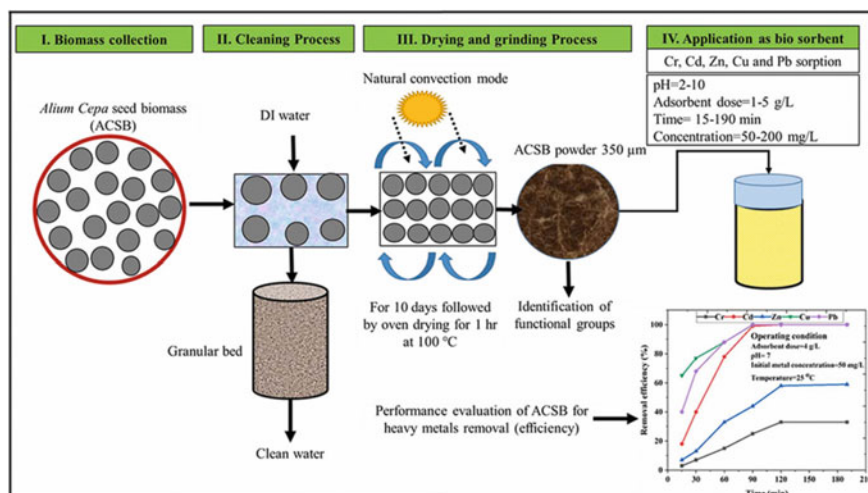 I. Biomass collection
II. Cleaning Process
III. Drying and grinding Process
IV. Application as bio sorbent
Cr, Cd, Zn, Cu and Pb sorption
pH=2-10
Adsorbent dose=1-5 g/L
Time= 15-190 min
Concentration=50-200 mg/L
Alium Cepa seed biomass
(ACSB)
DI water
Natural convection mode
ACSB powder 350 µm
For 10 days followed
by oven drying for 1 hr
at 100 °C
Identification of
functional groups
Granular bed
Clean water
Performance evaluation of ACSB for
heavy metals removal (efficiency)
Cr Cd Zn Cu Pb
100
80
60
40
20
0
Removal efficiency (%)
Operating condition
Adsorbent dose=4 g/L
pH= 7
Initial metal concentration=50 mg/L
Temperature=25 °C
0 30 60 90 120 150 180
Time (min)